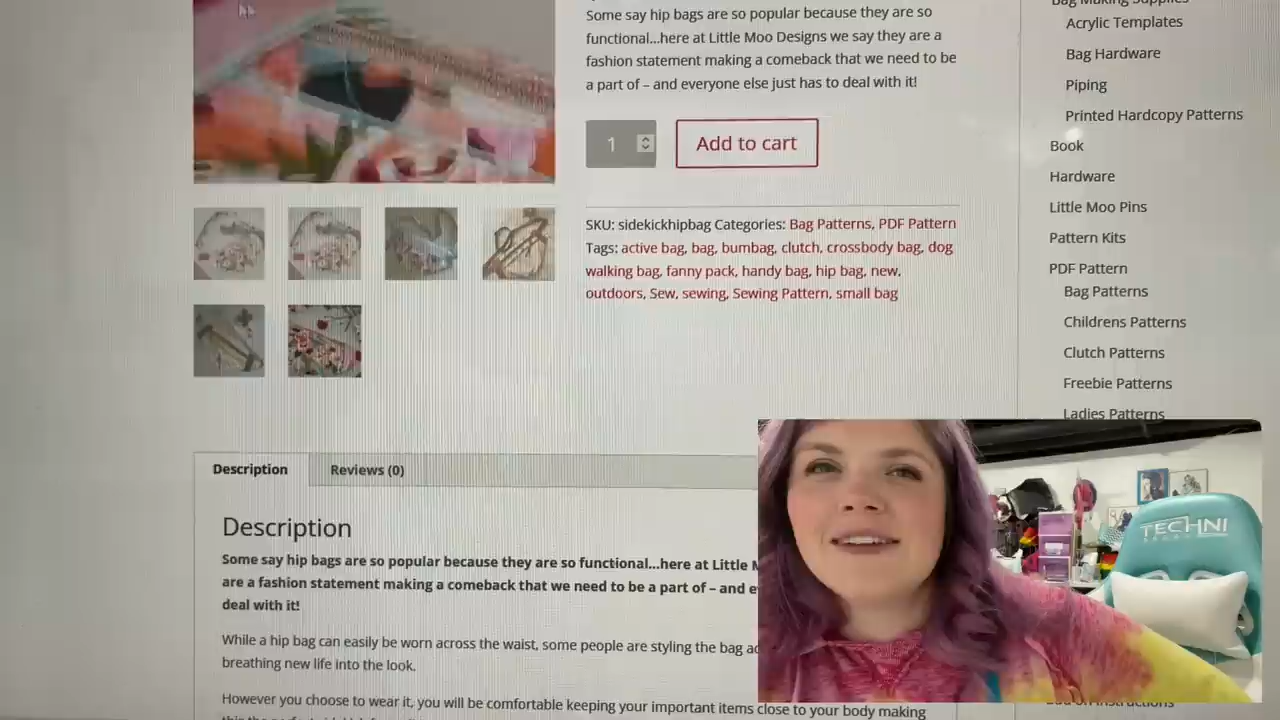 Some say hip bags are so popular because they are so
functional...here at Little Moo Designs we say they are a
fashion statement making a comeback that we need to be
a part of – and everyone else just has to deal with it!
1
Add to cart
SKU: sidekickhipbag Categories: Bag Patterns, PDF Pattern
Tags: active bag, bag, bumbag, clutch, crossbody bag, dog
walking bag, fanny pack, handy bag, hip bag, new,
outdoors, Sew, sewing, Sewing Pattern, small bag
Bag Making Supplies
Acrylic Templates
Bag Hardware
Piping
Printed Hardcopy Patterns
Book
Hardware
Little Moo Pins
Pattern Kits
PDF Pattern
Bag Patterns
Childrens Patterns
Clutch Patterns
Freebie Patterns
Ladies Patterns
Description
Reviews (0)
Description
Some say hip bags are so popular because they are so functional...here at Little
are a fashion statement making a comeback that we need to be a part of – and
deal with it!
While a hip bag can easily be worn across the waist, some people are styling the bag
breathing new life into the look.
However you choose to wear it, you will be comfortable keeping your important items close to your body making
TECHNI